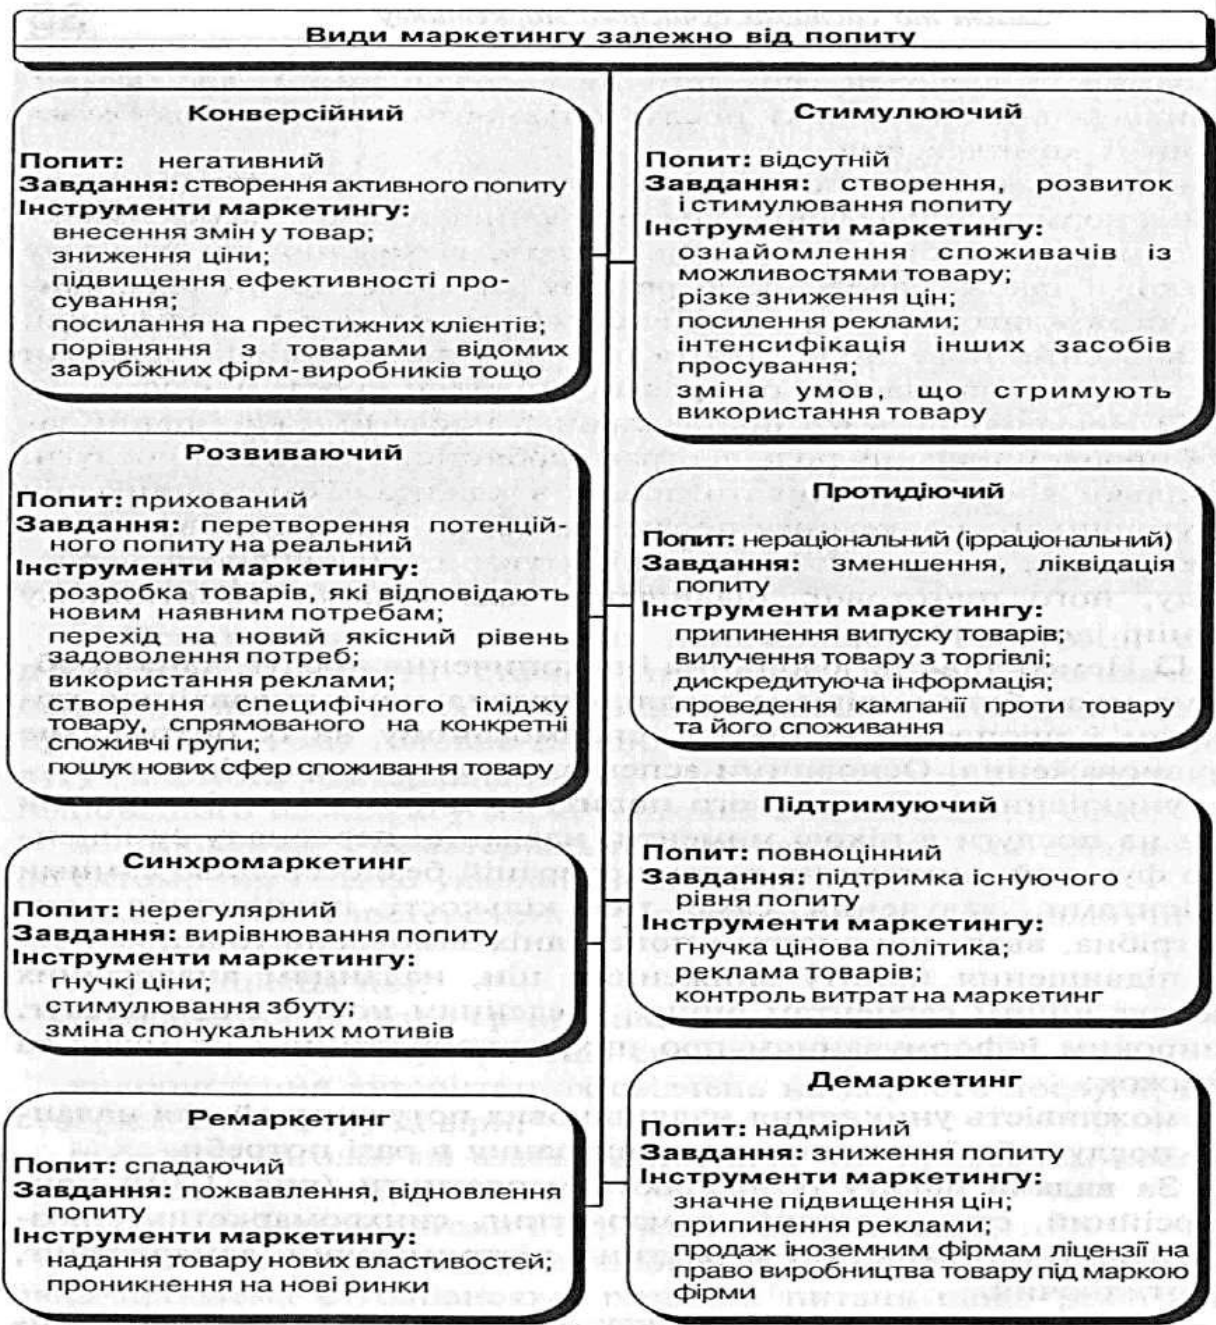 Види маркетингу залежно від попиту
Конверсійний
Попит: негативний
Завдання: створення активного попиту
Інструменти маркетингу:
внесення змін у товар;
зниження ціни;
підвищення ефективності про-
сування;
посилання на престижних клієнтів;
порівняння з товарами відомих
зарубіжних фірм-виробників тощо
Стимулюючий
Попит: відсутній
Завдання: створення, розвиток
і стимулювання попиту
Інструменти маркетингу:
ознайомлення споживачів із
можливостями товару;
різке зниження цін;
посилення реклами;
інтенсифікація інших засобів
просування;
зміна умов, що стримують
використання товару
Розвиваючий
Попит: прихований
Завдання: перетворення потенцій-
ного попиту на реальний
Інструменти маркетингу:
розробка товарів, які відповідають
новим наявним потребам;
перехід на новий якісний рівень
задоволення потреб;
використання реклами;
створення специфічного іміджу
товару, спрямованого на конкретні
споживчі групи;
пошук нових сфер споживання товару
Протидіючий
Попит: нераціональний (ірраціональний)
Завдання: зменшення, ліквідація
попиту
Інструменти маркетингу:
припинення випуску товарів;
вилучення товару з торгівлі;
дискредитуюча інформація;
проведення кампанії проти товару
та його споживання
Синхромаркетинг
Попит: нерегулярний
Завдання: вирівнювання попиту
Інструменти маркетингу:
гнучкі ціни;
стимулювання збуту;
зміна спонукальних мотивів
Підтримуючий
Попит: повноцінний
Завдання: підтримка існуючого
рівня попиту
Інструменти маркетингу:
гнучка цінова політика;
реклама товарів;
контроль витрат на маркетинг
Ремаркетинг
Попит: спадаючий
Завдання: пожвавлення, відновлення
попиту
Інструменти маркетингу:
надання товару нових властивостей;
проникнення на нові ринки
Демаркетинг
Попит: надмірний
Завдання: зниження попиту
Інструменти маркетингу:
значне підвищення цін;
припинення реклами;
продаж іноземним фірмам ліцензії на
право виробництва товару під маркою
фірми